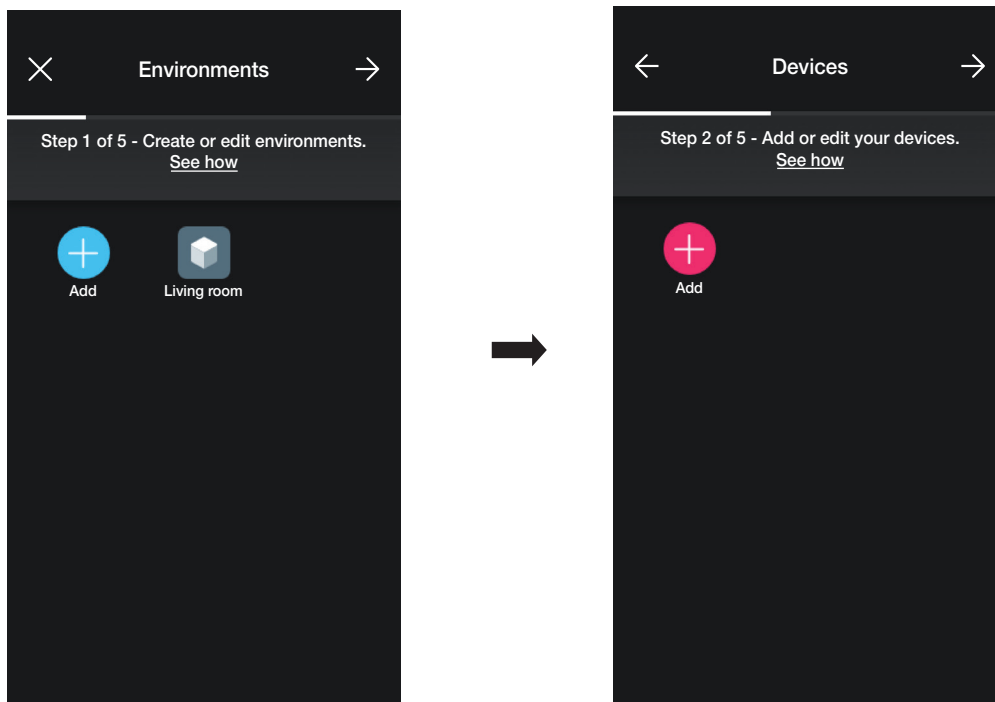 Environments
Step 1 of 5 - Create or edit environments.
See how
Add
Living room
Devices
Step 2 of 5 - Add or edit your devices.
See how
Add